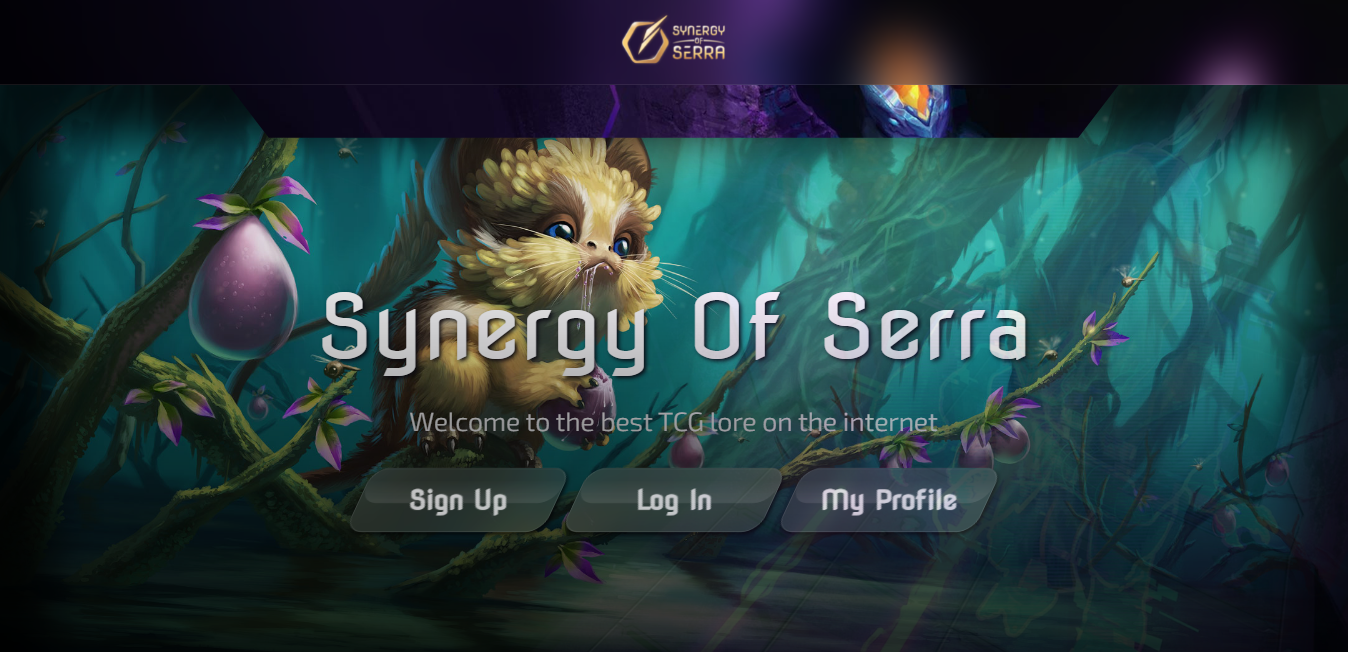 SYNERGY
OF
SERRA
Synergy Of Serra
Welcome to the best TCG lore on the internet
Sign Up
Log In
My Profile